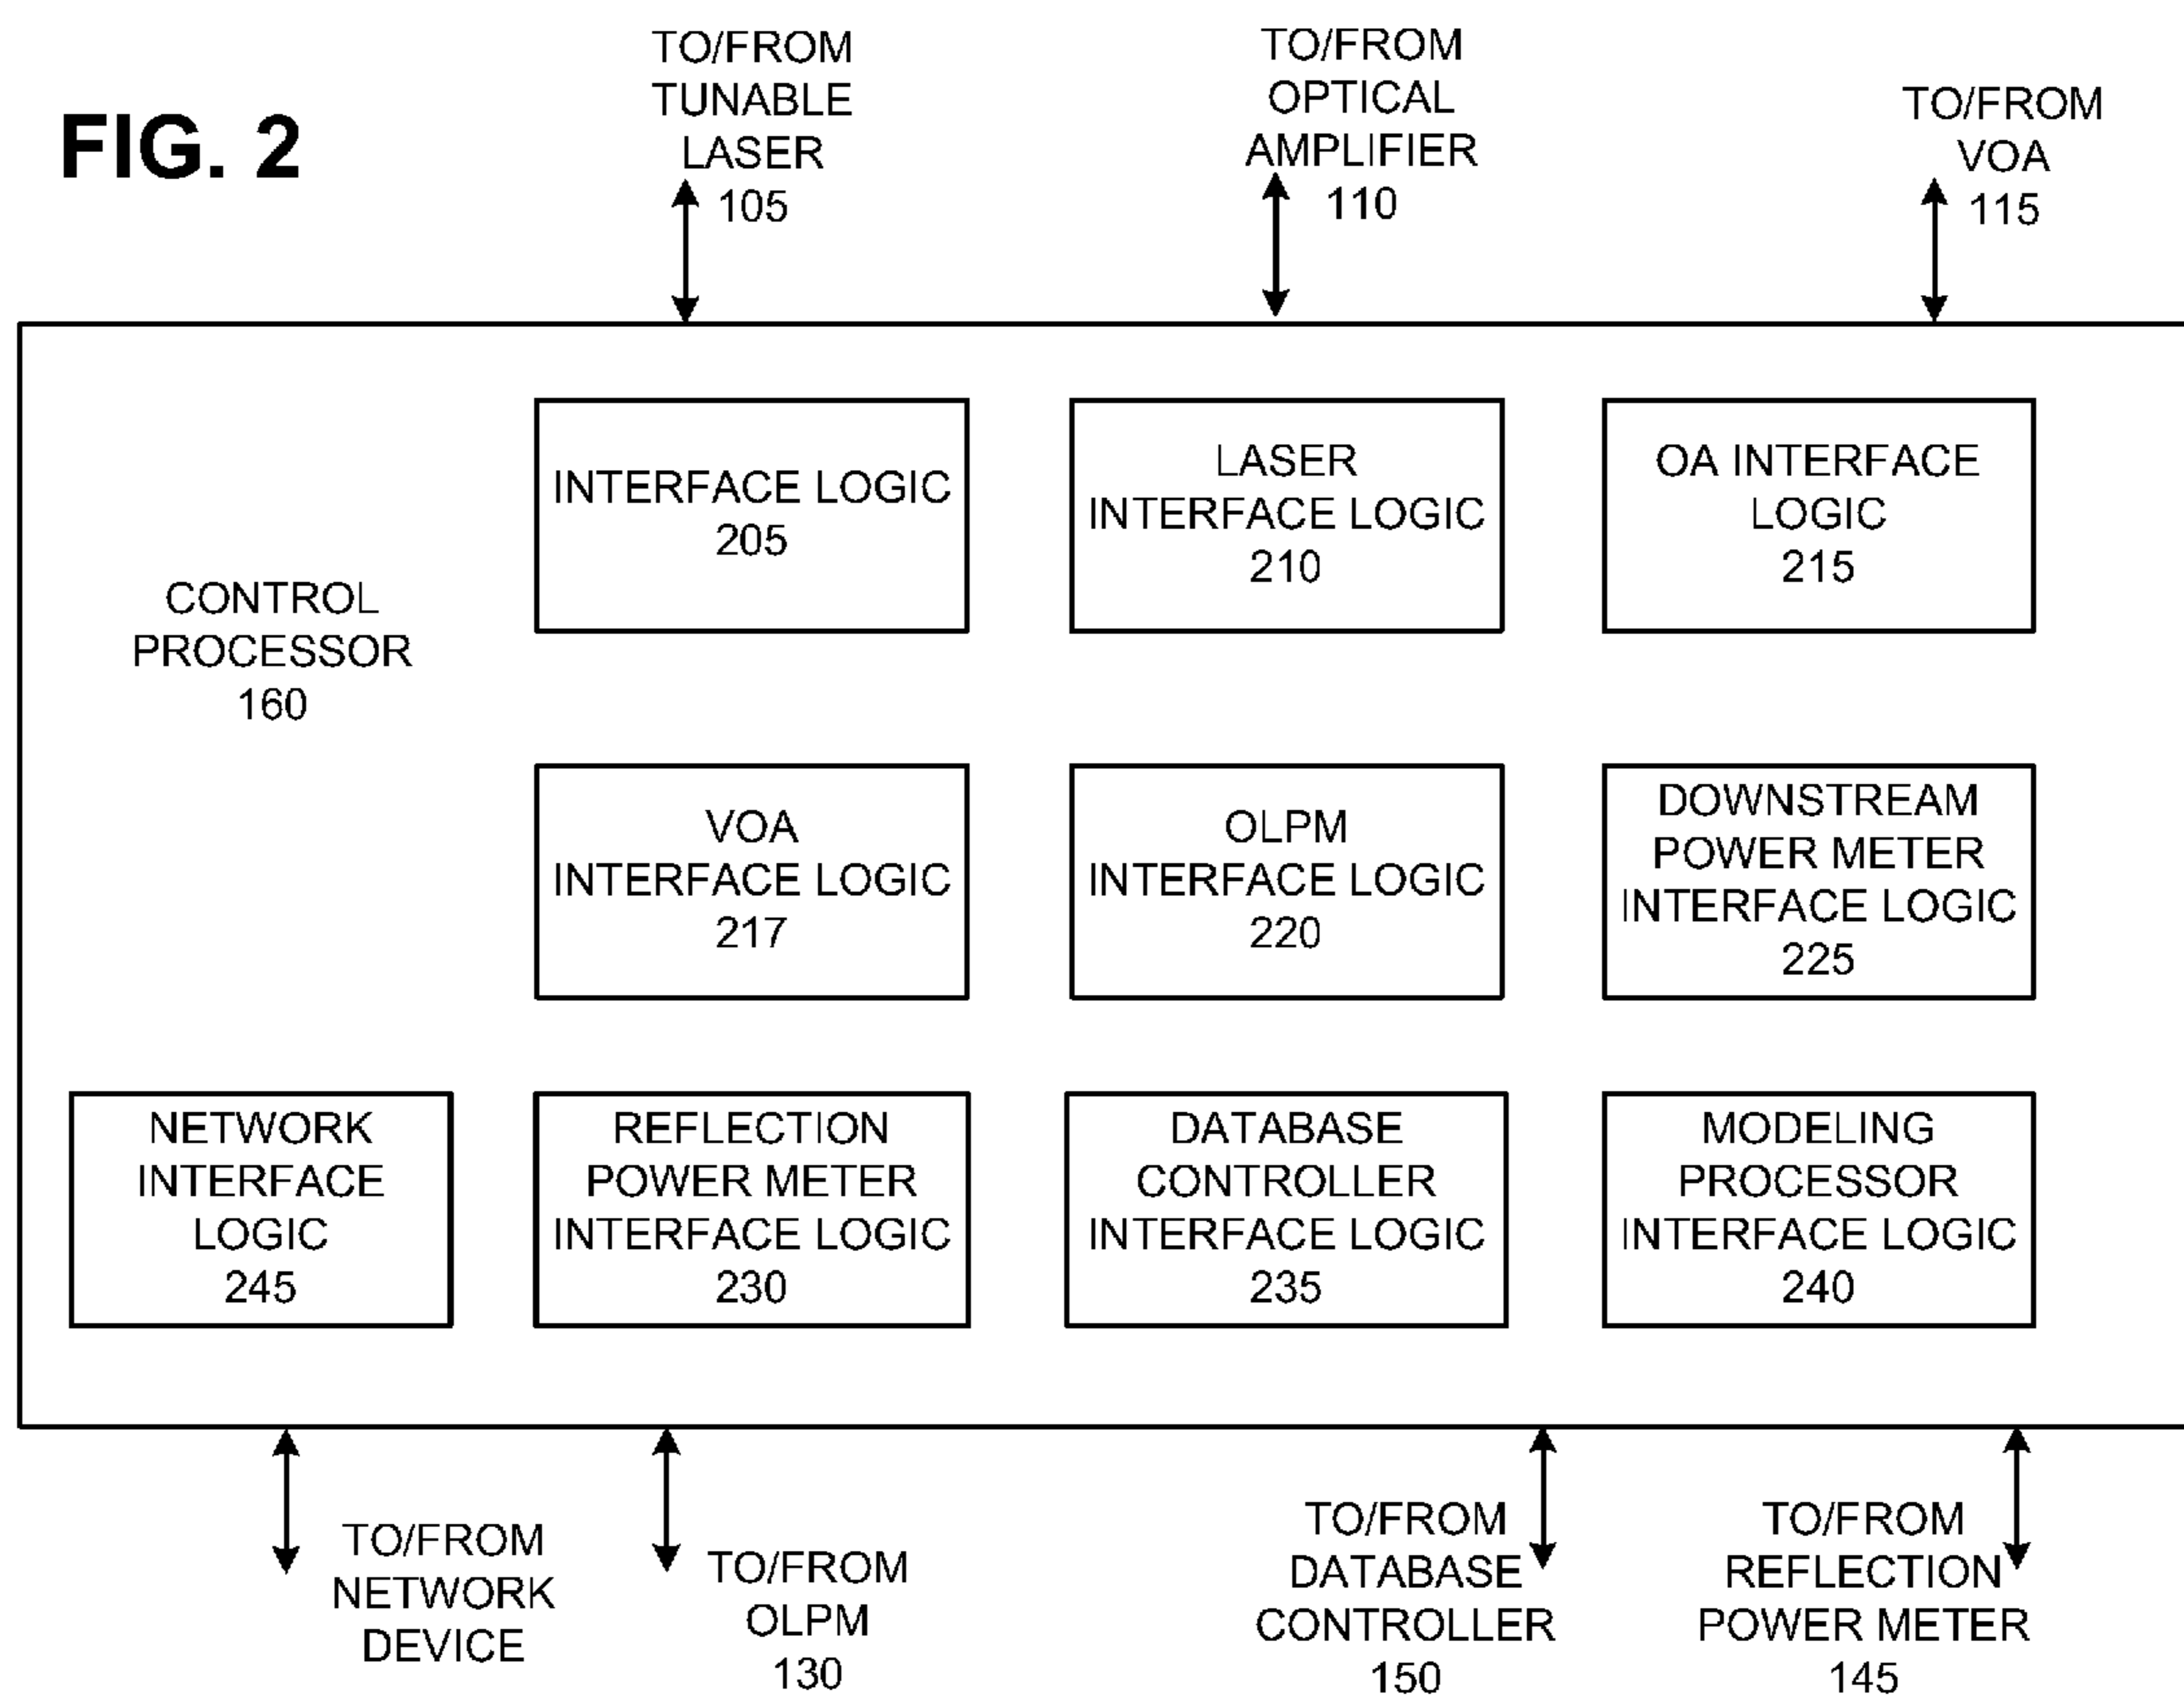 FIG. 2
TO/FROM
TUNABLE
LASER
105
TO/FROM
OPTICAL
AMPLIFIER
110
TO/FROM
VOA
115
CONTROL
PROCESSOR
160
INTERFACE LOGIC
205
LASER
INTERFACE LOGIC
210
OA INTERFACE
LOGIC
215
VOA
INTERFACE LOGIC
217
OLPM
INTERFACE LOGIC
220
DOWNSTREAM
POWER METER
INTERFACE LOGIC
225
NETWORK
INTERFACE
LOGIC
245
REFLECTION
POWER METER
INTERFACE LOGIC
230
DATABASE
CONTROLLER
INTERFACE LOGIC
235
MODELING
PROCESSOR
INTERFACE LOGIC
240
TO/FROM
NETWORK
DEVICE
TO/FROM
OLPM
130
TO/FROM
DATABASE
CONTROLLER
150
TO/FROM
REFLECTION
POWER METER
145